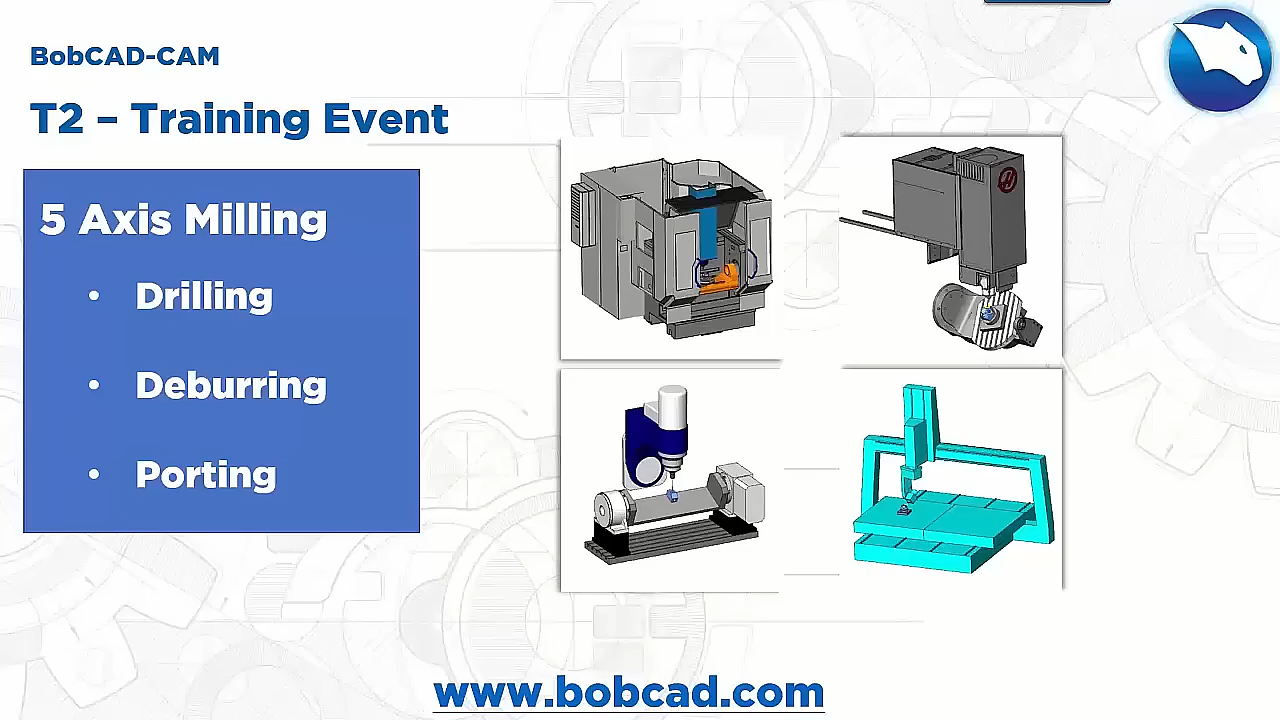 BobCAD-CAM
T2 – Training Event
5 Axis Milling
• Drilling
• Deburring
• Porting
www.bobcad.com